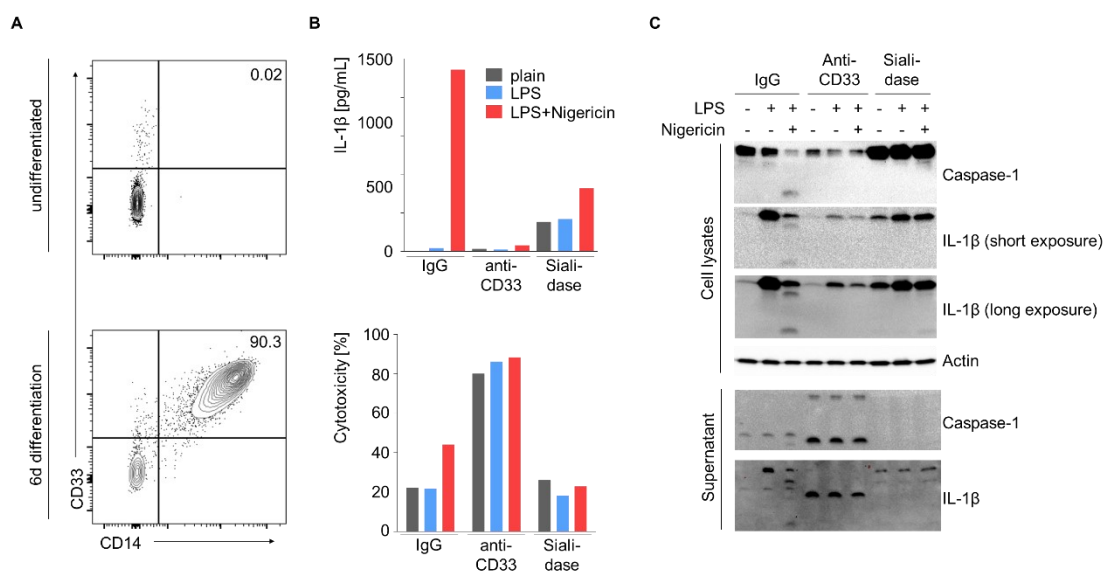 A
B
C
undifferentiated
0.02
6d differentiation
90.3
CD33
CD14
IL-1β [pg/mL]
1500
1000
500
0
plain
LPS
LPS+Nigericin
IgG
anti-
CD33
Siali-
dase
Cytotoxicity [%]
100
80
60
40
20
0
IgG
anti-
CD33
Siali-
dase
IgG
Anti-
CD33
Siali-
dase
LPS - + + - + + - + +
Nigericin + + +
Cell lysates
Caspase-1
IL-1β (short exposure)
IL-1β (long exposure)
Actin
Supernatant
Caspase-1
IL-1β